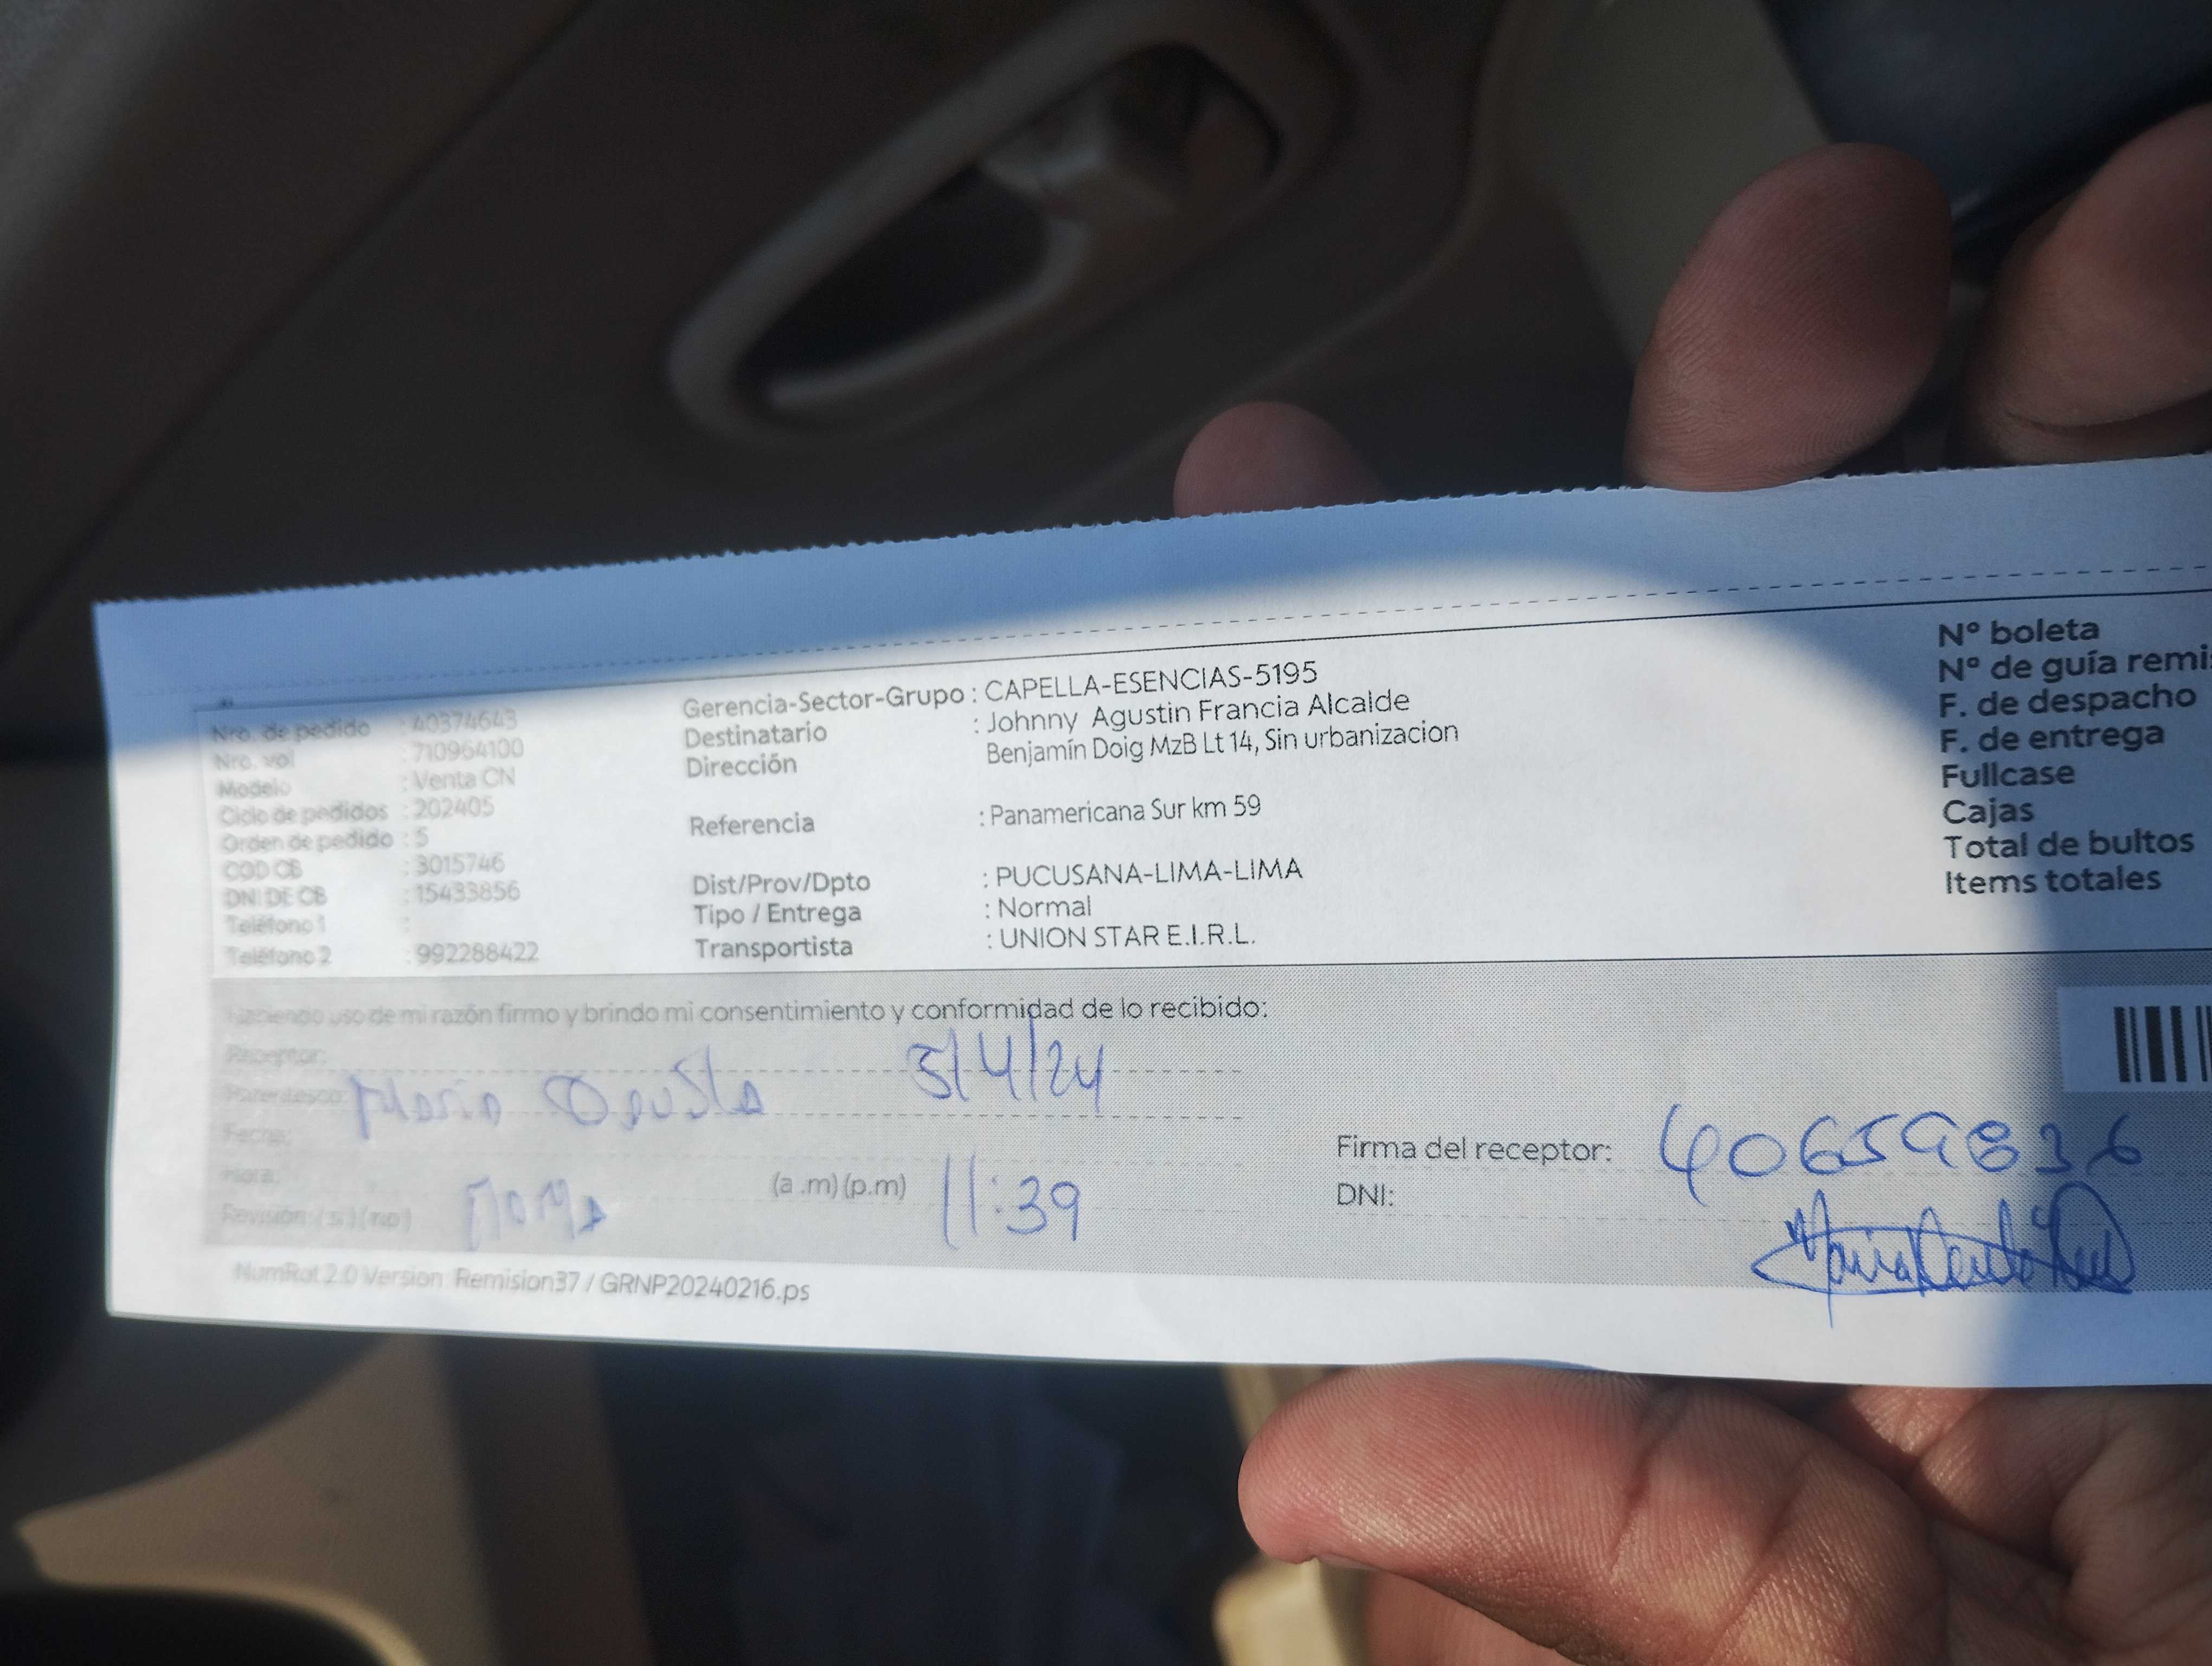 Nro. de pedido : 40374643
Nro. vol : 710964100
Modelo : Venta CN
Ciclo de pedidos : 202405
Orden de pedido : 5
COD CB : 3015746
DNI DE CB : 15433856
Teléfono 1 :
Teléfono 2 : 992288422
Gerencia-Sector-Grupo : CAPELLA-ESENCIAS-5195
Destinatario : Johnny Agustin Francia Alcalde
Dirección Benjamín Doig MzB Lt 14, Sin urbanizacion
Referencia : Panamericana Sur km 59
Dist/Prov/Dpto : PUCUSANA-LIMA-LIMA
Tipo / Entrega : Normal
Transportista : UNION STAR E.I.R.L.
Nº boleta
Nº de guía remi
F. de despacho
F. de entrega
Fullcase
Cajas
Total de bultos
Items totales
Haciendo uso de mi razón firmo y brindo mi consentimiento y conformidad de lo recibido:
Receptor:
Parentesco: Maria 5/4/24
Fecha:
Hora: (a .m) (p.m) 11:39
Revisión: (si) (no)
Firma del receptor: 40659836
DNI:
NumRot 2.0 Version Remision37 / GRNP20240216.ps